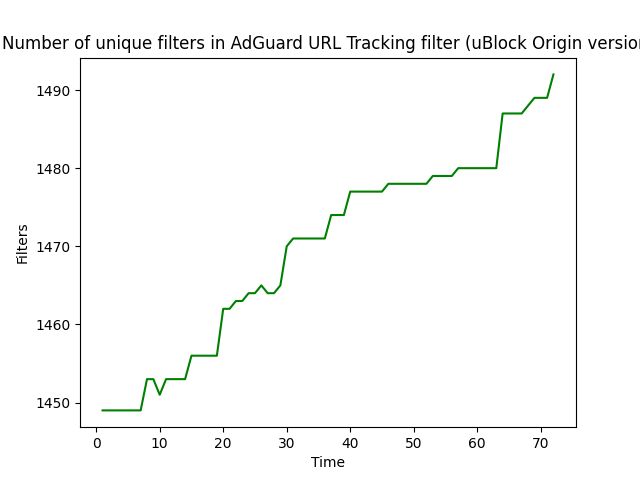 Number of unique filters in AdGuard URL Tracking filter (uBlock Origin version
1490
1480
1470
1460
1450
Filters
0 10 20 30 40 50 60 70
Time